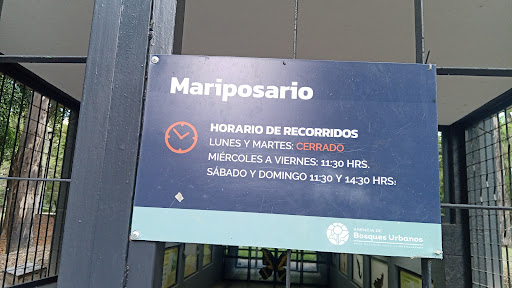 Mariposario
HORARIO DE RECORRIDOS
LUNES Y MARTES: CERRADO
MIÉRCOLES A VIERNES: 11:30 HRS.
SÁBADO Y DOMINGO 11:30 Y 14:30 HRS.
Bosques Urbanos